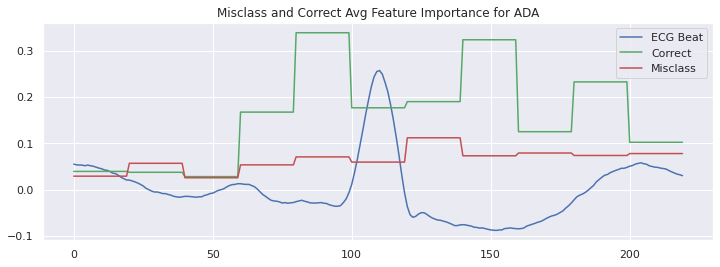 Misclass and Correct Avg Feature Importance for ADA
ECG Beat
Correct
Misclass
0.3
0.2
0.1
0.0
−0.1
0
50
100
150
200